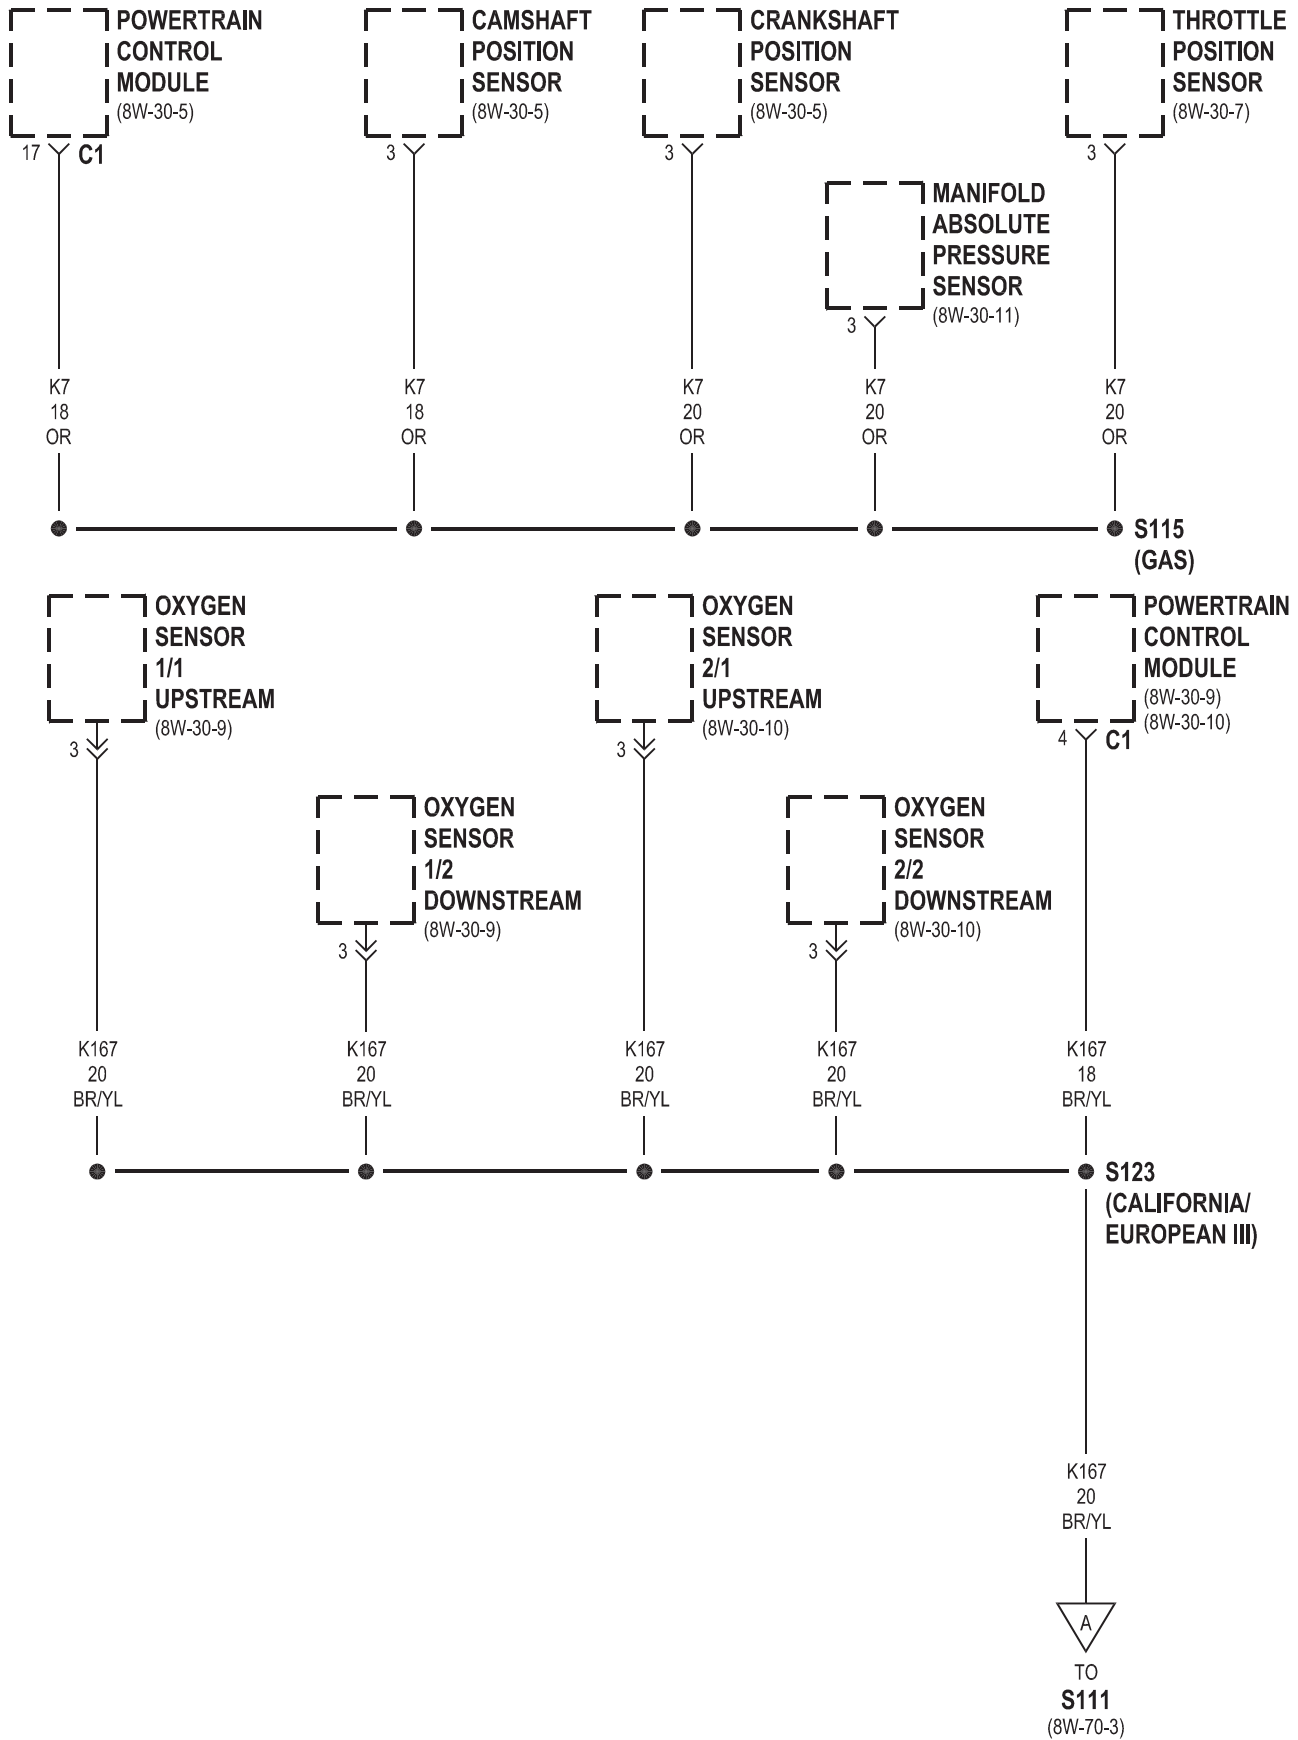 POWERTRAIN
CONTROL
MODULE
(8W-30-5)
17
C1
CAMSHAFT
POSITION
SENSOR
(8W-30-5)
3
CRANKSHAFT
POSITION
SENSOR
(8W-30-5)
3
THROTTLE
POSITION
SENSOR
(8W-30-7)
3
MANIFOLD
ABSOLUTE
PRESSURE
SENSOR
(8W-30-11)
3
K7
18
OR
K7
18
OR
K7
20
OR
K7
20
OR
K7
20
OR
S115
(GAS)
OXYGEN
SENSOR
1/1
UPSTREAM
(8W-30-9)
3
OXYGEN
SENSOR
2/1
UPSTREAM
(8W-30-10)
3
POWERTRAIN
CONTROL
MODULE
(8W-30-9)
(8W-30-10)
4
C1
OXYGEN
SENSOR
1/2
DOWNSTREAM
(8W-30-9)
3
OXYGEN
SENSOR
2/2
DOWNSTREAM
(8W-30-10)
3
K167
20
BR/YL
K167
20
BR/YL
K167
20
BR/YL
K167
20
BR/YL
K167
18
BR/YL
S123
(CALIFORNIA/
EUROPEAN III)
K167
20
BR/YL
A
TO
S111
(8W-70-3)